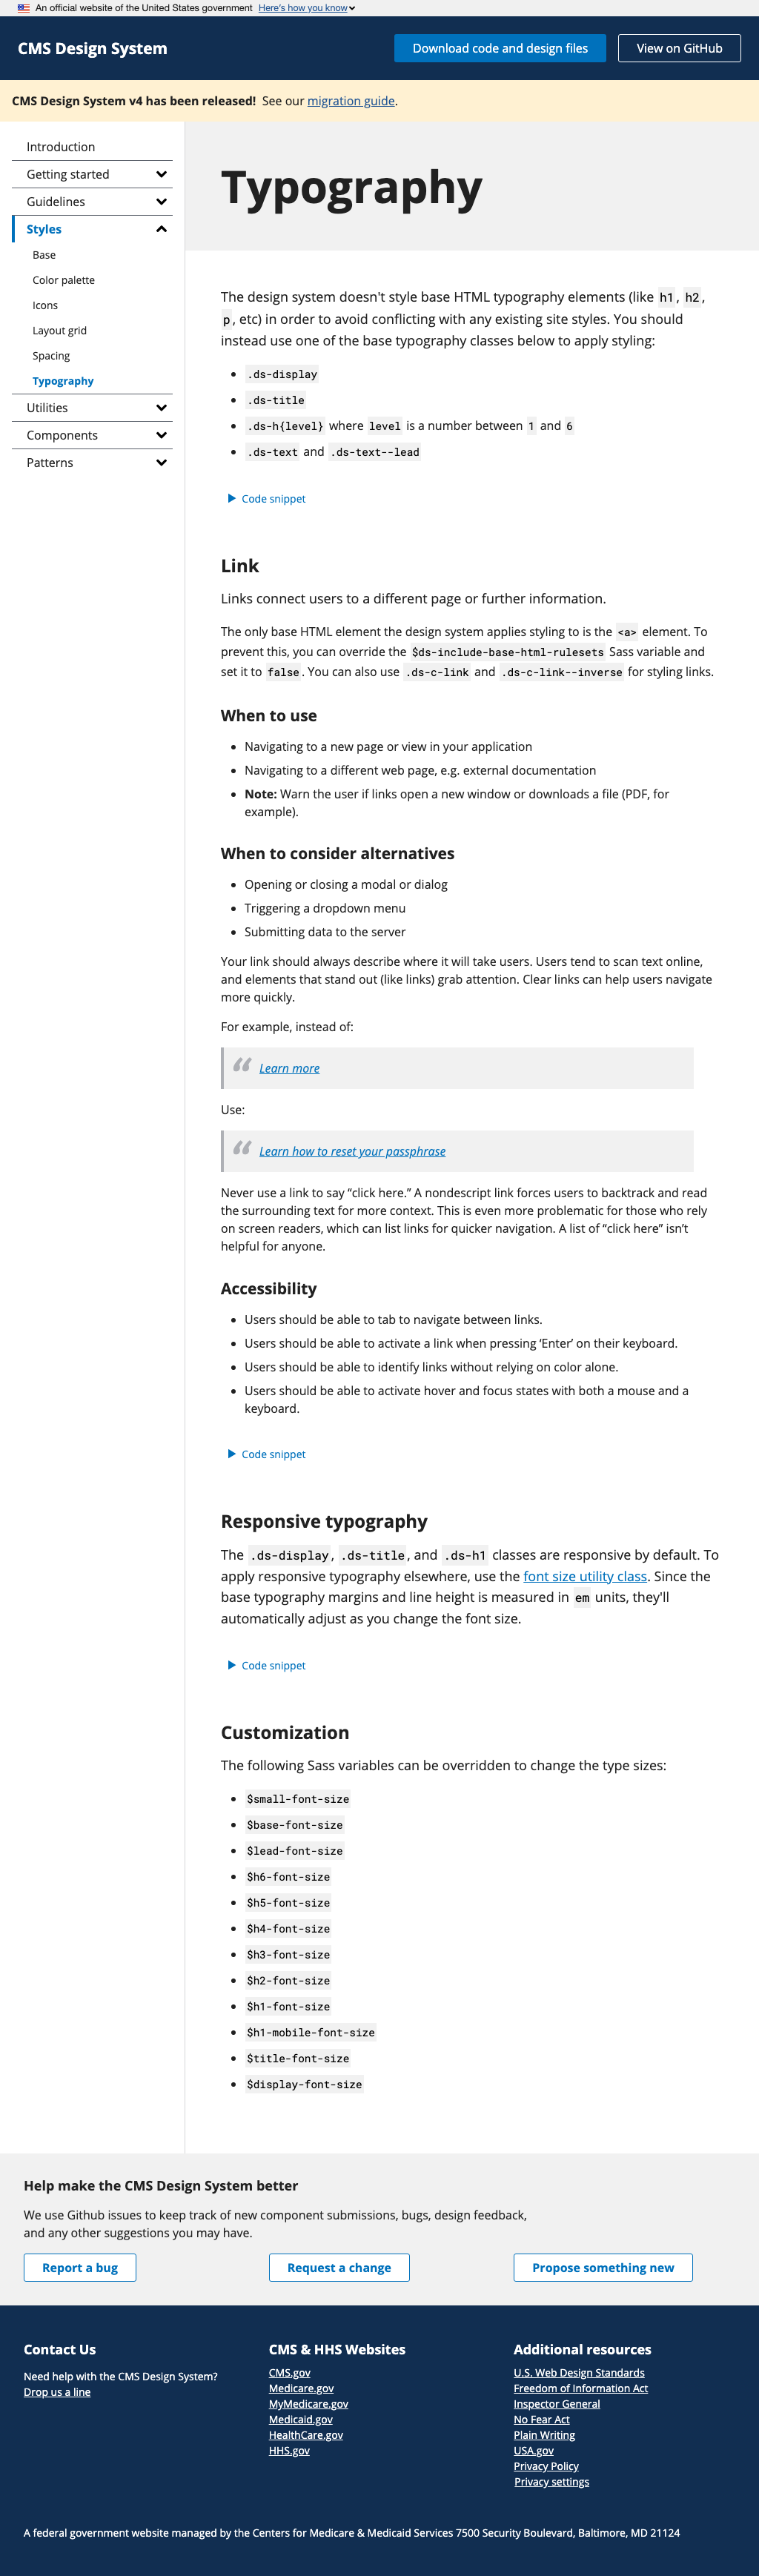 An official website of the United States government Here's how you know
CMS Design System
Download code and design files
View on GitHub
CMS Design System v4 has been released! See our migration guide.
Introduction
Getting started
Guidelines
Styles
Base
Color palette
Icons
Layout grid
Spacing
Typography
Utilities
Components
Patterns
Typography
The design system doesn't style base HTML typography elements (like h1, h2,
p, etc) in order to avoid conflicting with any existing site styles. You should
instead use one of the base typography classes below to apply styling:
.ds-display
.ds-title
.ds-h{level} where level is a number between 1 and 6
.ds-text and .ds-text--lead
Code snippet
Link
Links connect users to a different page or further information.
The only base HTML element the design system applies styling to is the <a> element. To
prevent this, you can override the $ds-include-base-html-rulesets Sass variable and
set it to false. You can also use .ds-c-link and .ds-c-link--inverse for styling links.
When to use
Navigating to a new page or view in your application
Navigating to a different web page, e.g. external documentation
Note: Warn the user if links open a new window or downloads a file (PDF, for
example).
When to consider alternatives
Opening or closing a modal or dialog
Triggering a dropdown menu
Submitting data to the server
Your link should always describe where it will take users. Users tend to scan text online,
and elements that stand out (like links) grab attention. Clear links can help users navigate
more quickly.
For example, instead of:
Learn more
Use:
Learn how to reset your passphrase
Never use a link to say “click here.” A nondescript link forces users to backtrack and read
the surrounding text for more context. This is even more problematic for those who rely
on screen readers, which can list links for quicker navigation. A list of “click here” isn’t
helpful for anyone.
Accessibility
Users should be able to tab to navigate between links.
Users should be able to activate a link when pressing ‘Enter’ on their keyboard.
Users should be able to identify links without relying on color alone.
Users should be able to activate hover and focus states with both a mouse and a
keyboard.
Code snippet
Responsive typography
The .ds-display, .ds-title, and .ds-h1 classes are responsive by default. To
apply responsive typography elsewhere, use the font size utility class. Since the
base typography margins and line height is measured in em units, they'll
automatically adjust as you change the font size.
Code snippet
Customization
The following Sass variables can be overridden to change the type sizes:
$small-font-size
$base-font-size
$lead-font-size
$h6-font-size
$h5-font-size
$h4-font-size
$h3-font-size
$h2-font-size
$h1-font-size
$h1-mobile-font-size
$title-font-size
$display-font-size
Help make the CMS Design System better
We use Github issues to keep track of new component submissions, bugs, design feedback,
and any other suggestions you may have.
Report a bug
Request a change
Propose something new
Contact Us
Need help with the CMS Design System?
Drop us a line
CMS & HHS Websites
CMS.gov
Medicare.gov
MyMedicare.gov
Medicaid.gov
HealthCare.gov
HHS.gov
Additional resources
U.S. Web Design Standards
Freedom of Information Act
Inspector General
No Fear Act
Plain Writing
USA.gov
Privacy Policy
Privacy settings
A federal government website managed by the Centers for Medicare & Medicaid Services 7500 Security Boulevard, Baltimore, MD 21124